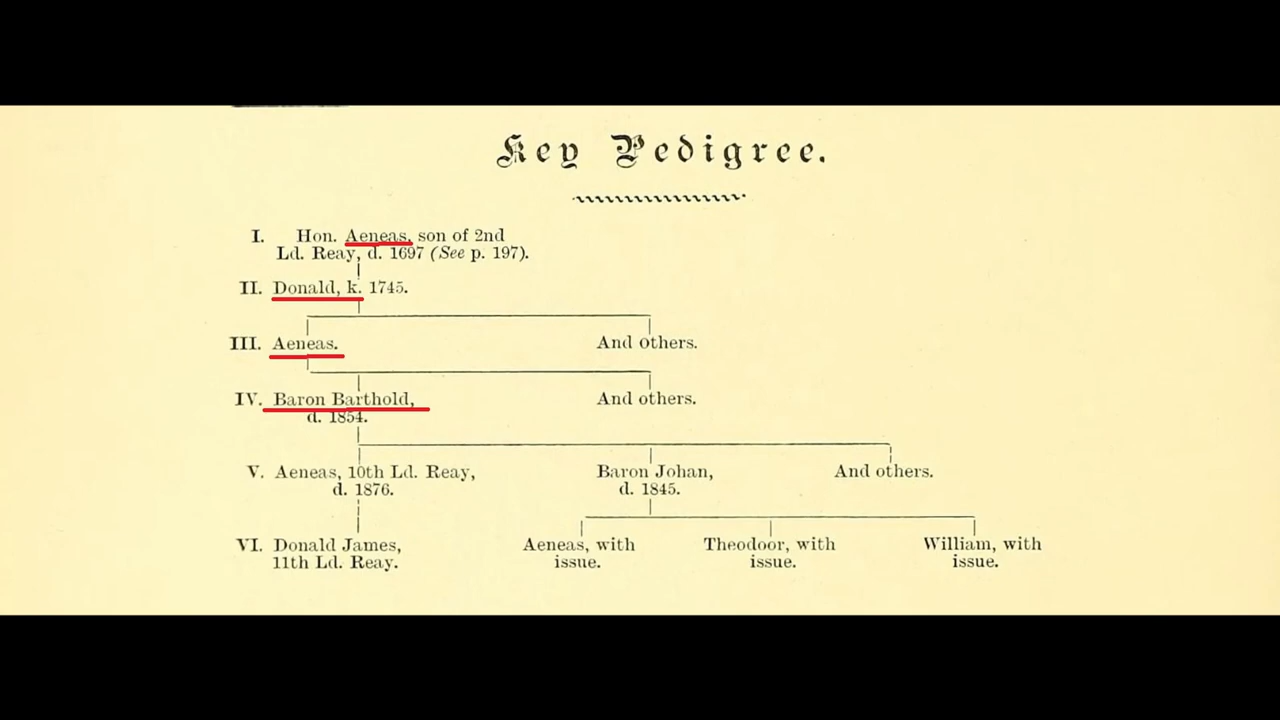 Key Pedigree.
I. Hon. Aeneas, son of 2nd
Ld. Reay, d. 1697 (See p. 197).
II. Donald, k. 1745.
III. Aeneas. And others.
IV. Baron Barthold, And others.
d. 1854.
V. Aeneas, 10th Ld. Reay, Baron Johan, And others.
d. 1876. d. 1845.
VI. Donald James, Aeneas, with Theodoor, with William, with
11th Ld. Reay. issue. issue. issue.